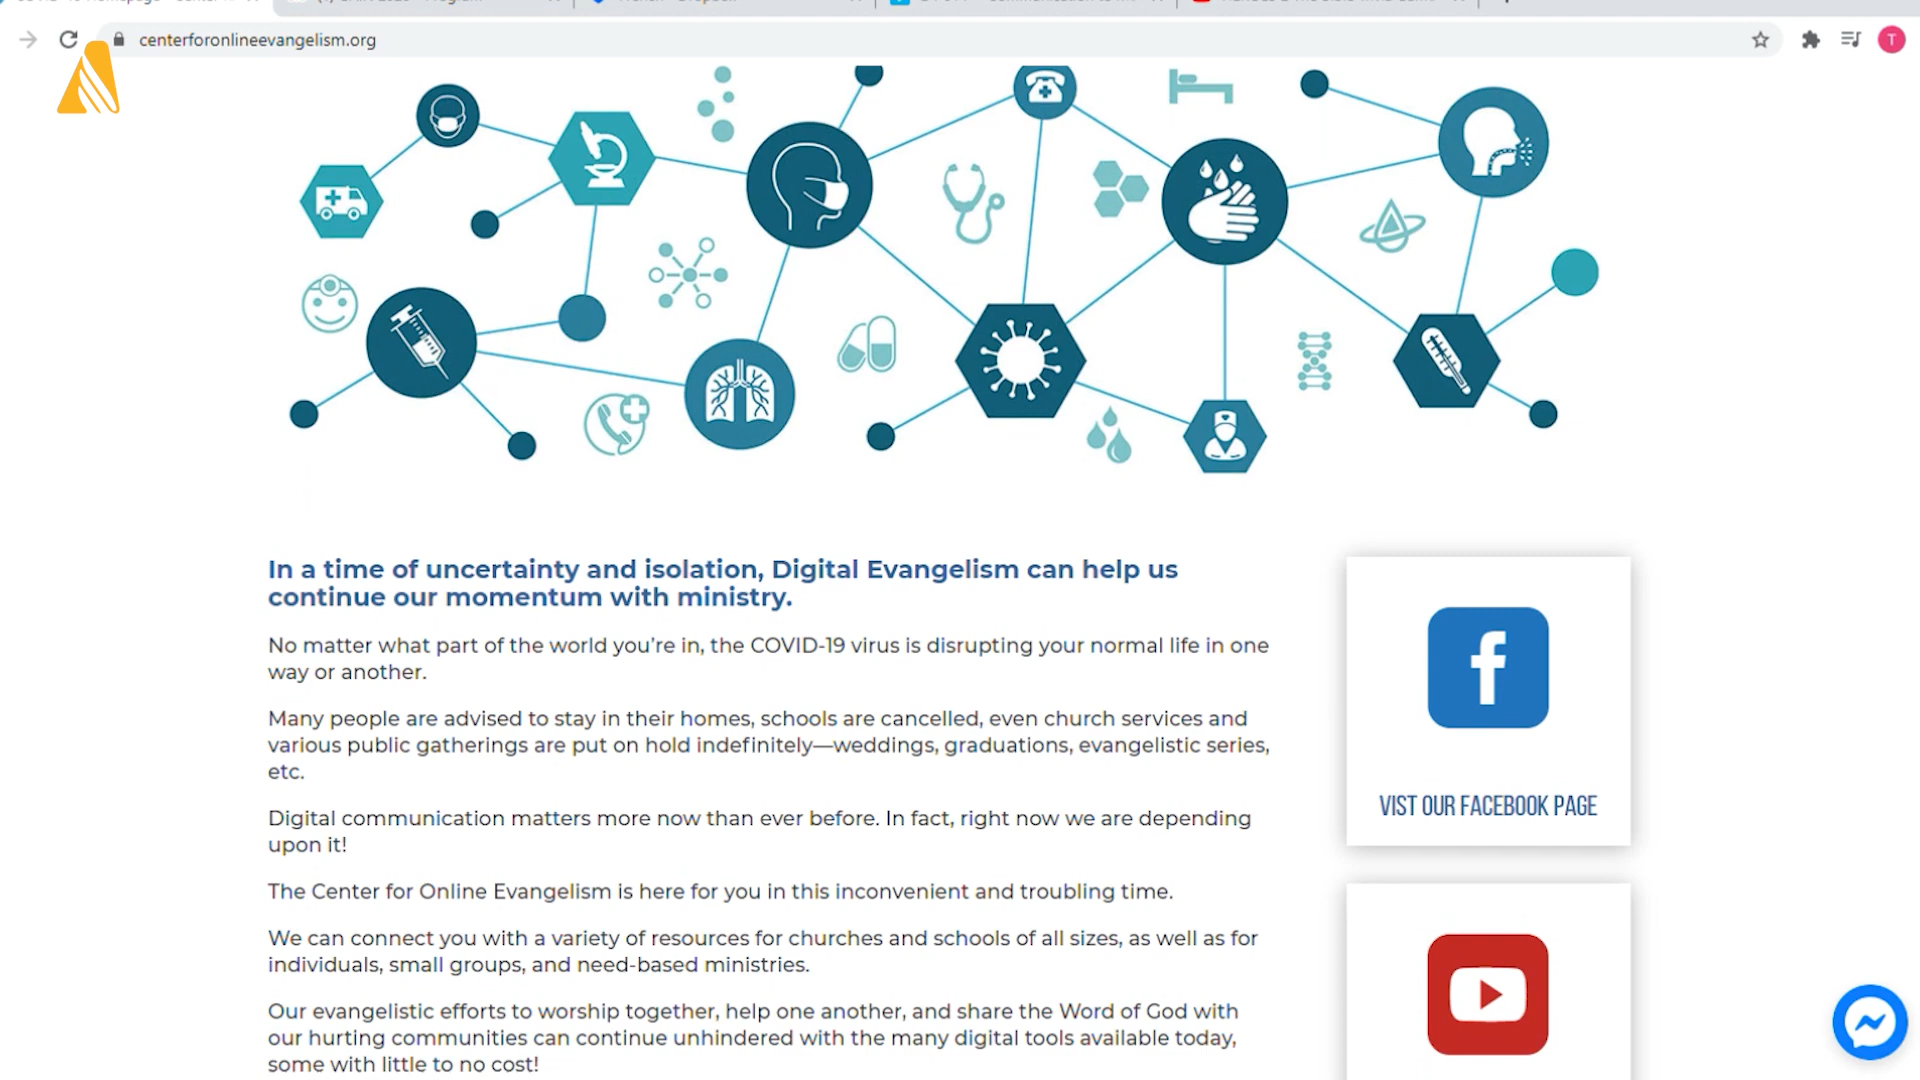 centerforonlineevangelism.org
T
In a time of uncertainty and isolation, Digital Evangelism can help us
continue our momentum with ministry.
No matter what part of the world you’re in, the COVID-19 virus is disrupting your normal life in one
way or another.
Many people are advised to stay in their homes, schools are cancelled, even church services and
various public gatherings are put on hold indefinitely—weddings, graduations, evangelistic series,
etc.
Digital communication matters more now than ever before. In fact, right now we are depending
upon it!
The Center for Online Evangelism is here for you in this inconvenient and troubling time.
We can connect you with a variety of resources for churches and schools of all sizes, as well as for
individuals, small groups, and need-based ministries.
Our evangelistic efforts to worship together, help one another, and share the Word of God with
our hurting communities can continue unhindered with the many digital tools available today,
some with little to no cost!
f
VIST OUR FACEBOOK PAGE